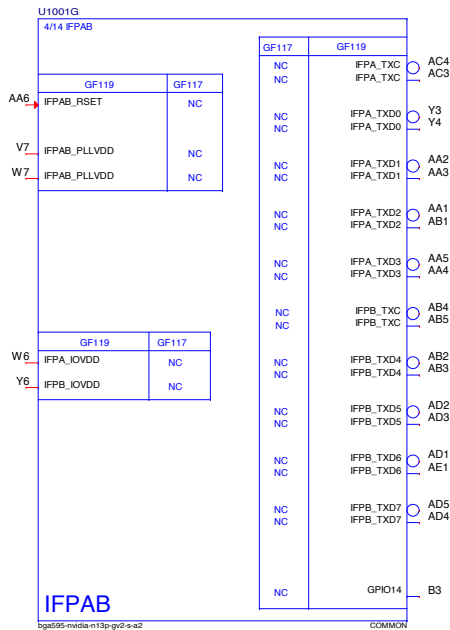 U1001G
4/14 IFPAB
GF119 GF117
AA6 IFPAB_RSET NC
V7 IFPAB_PLLVDD NC
W7 IFPAB_PLLVDD NC
GF119 GF117
W6 IFPA_IOVDD NC
Y6 IFPB_IOVDD NC
GF117 GF119
NC IFPA_TXC AC4
NC IFPA_TXC AC3
NC IFPA_TXD0 Y3
NC IFPA_TXD0 Y4
NC IFPA_TXD1 AA2
NC IFPA_TXD1 AA3
NC IFPA_TXD2 AA1
NC IFPA_TXD2 AB1
NC IFPA_TXD3 AA5
NC IFPA_TXD3 AA4
NC IFPB_TXC AB4
NC IFPB_TXC AB5
NC IFPB_TXD4 AB2
NC IFPB_TXD4 AB3
NC IFPB_TXD5 AD2
NC IFPB_TXD5 AD3
NC IFPB_TXD6 AD1
NC IFPB_TXD6 AE1
NC IFPB_TXD7 AD5
NC IFPB_TXD7 AD4
NC GPIO14 B3
IFPAB
bga595-nvidia-n13p-gv2-s-a2 COMMON